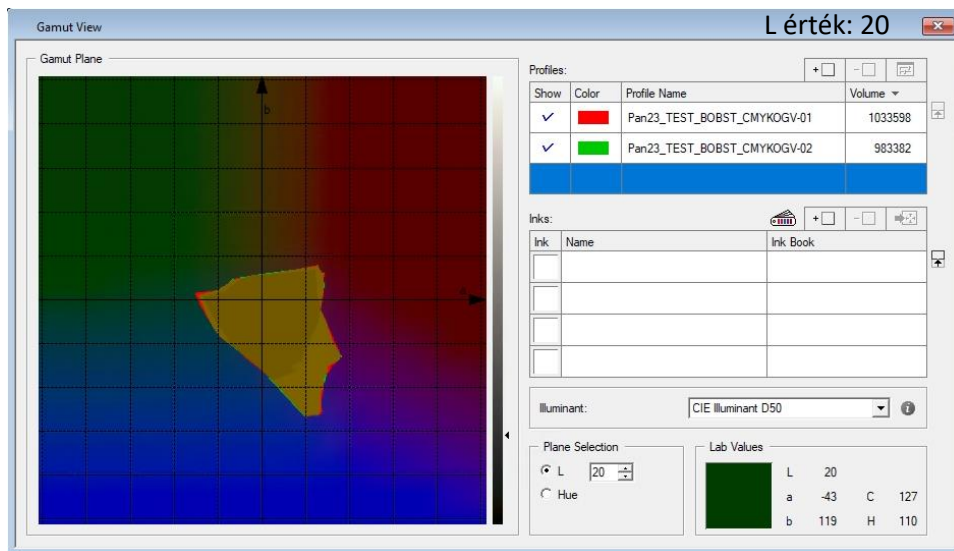 Gamut View
L érték: 20
Gamut Plane
b
a
Profiles:
Show Color Profile Name Volume
Pan23_TEST_BOBST_CMYKOGV-01 1033598
Pan23_TEST_BOBST_CMYKOGV-02 983382
Inks:
Ink Name Ink Book
Illuminant: CIE Illuminant D50
Plane Selection
L 20
Hue
Lab Values
L 20
a -43 C 127
b 119 H 110